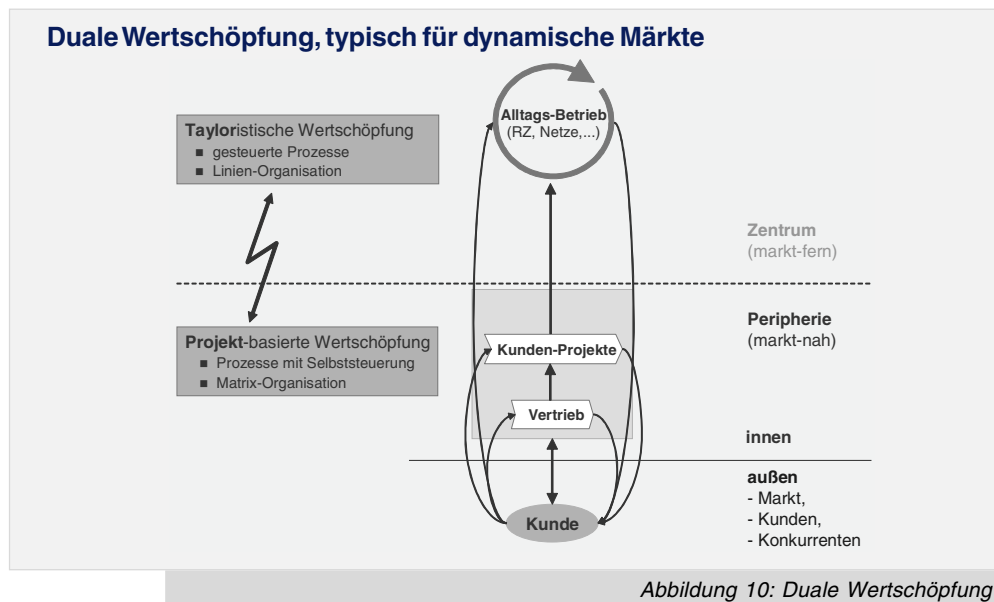 Duale Wertschöpfung, typisch für dynamische Märkte
Alltags-Betrieb
(RZ, Netze,...)
Tayloristische Wertschöpfung
■ gesteuerte Prozesse
■ Linien-Organisation
Zentrum
(markt-fern)
Peripherie
(markt-nah)
Projekt-basierte Wertschöpfung
■ Prozesse mit Selbststeuerung
■ Matrix-Organisation
Kunden-Projekte
Vertrieb
innen
außen
- Markt,
- Kunden,
- Konkurrenten
Kunde
Abbildung 10: Duale Wertschöpfung